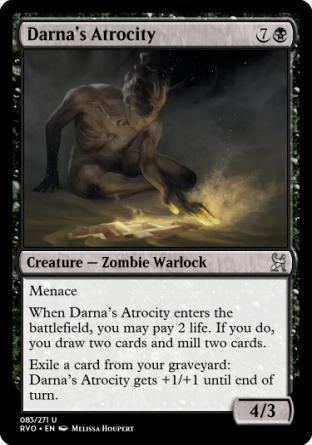 Darna's Atrocity 7
Creature — Zombie Warlock
Menace
When Darna's Atrocity enters the
battlefield, you may pay 2 life. If you do,
you draw two cards and mill two cards.
Exile a card from your graveyard:
Darna's Atrocity gets +1/+1 until end of
turn.
083/271 U
RVO • EN Melissa Houpert
4/3